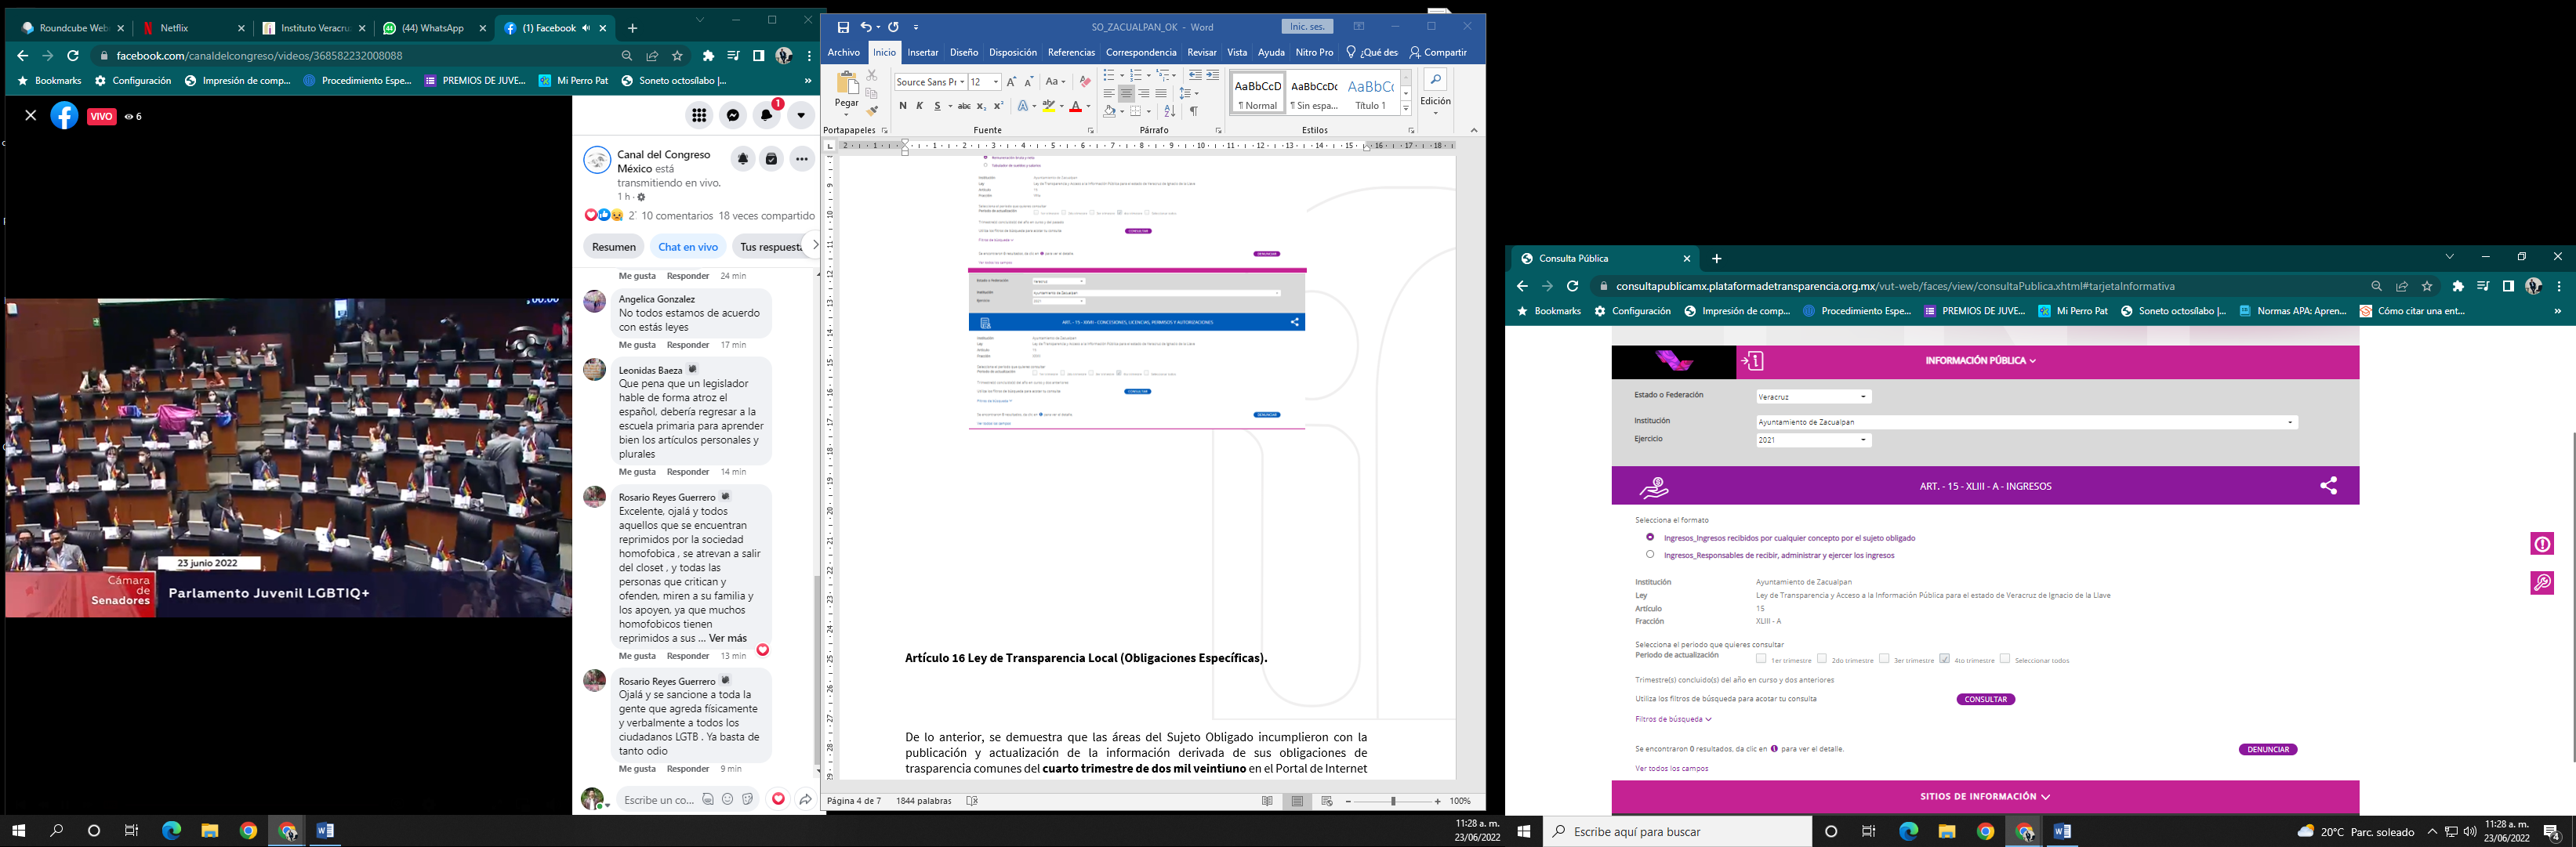 Roundcube Web
Netflix
Instituto Veracru
(44) WhatsApp
(1) Facebook
facebook.com/canaldelcongreso/videos/368582232008088
Bookmarks
Configuración
Impresión de comp...
Procedimiento Espe...
PREMIOS DE JUVE...
Mi Perro Pat
Soneto octosílabo |...
VIVO
6
1
Canal del Congreso
México está
transmitiendo en vivo.
1 h
10 comentarios 18 veces compartido
Resumen
Chat en vivo
Tus respuesta
Me gusta Responder 24 min
Angelica Gonzalez
No todos estamos de acuerdo
con estás leyes
Me gusta Responder 17 min
Leonidas Baeza
Que pena que un legislador
hable de forma atroz el
español, debería regresar a la
escuela primaria para aprender
bien los artículos personales y
plurales
Me gusta Responder 14 min
Rosario Reyes Guerrero
Excelente, ojalá y todos
aquellos que se encuentran
reprimidos por la sociedad
homofobica , se atrevan a salir
del closet , y todas las
personas que critican y
ofenden, miren a su familia y
los apoyen, ya que muchos
homofobicos tienen
reprimidos a sus ... Ver más
Me gusta Responder 13 min
Rosario Reyes Guerrero
Ojalá y se sancione a toda la
gente que agreda físicamente
y verbalmente a todos los
ciudadanos LGTB . Ya basta de
tanto odio
Me gusta Responder 9 min
Escribe un co...
23 junio 2022
Cámara
de
Senadores
Parlamento Juvenil LGBTIQ+
SO_ZACUALPAN_OK - Word
Inic. ses.
Archivo
Inicio
Insertar
Diseño
Disposición
Referencias
Correspondencia
Revisar
Vista
Ayuda
Nitro Pro
¿Qué des
Compartir
Pegar
Source Sans Pr
12
N K S abc x₂ x²
AaBbCcD
AaBbCcDc
AaBbCc
¶ Normal
¶ Sin espa...
Título 1
Edición
Portapapeles
Fuente
Párrafo
Estilos
ART. - 15 - XXVII - CONCESIONES, LICENCIAS, PERMISOS Y AUTORIZACIONES
Artículo 16 Ley de Transparencia Local (Obligaciones Específicas).
De lo anterior, se demuestra que las áreas del Sujeto Obligado incumplieron con la
publicación y actualización de la información derivada de sus obligaciones de
trasparencia comunes del cuarto trimestre de dos mil veintiuno en el Portal de Internet
Página 4 de 7
1844 palabras
100%
11:28 a. m.
23/06/2022
Consulta Pública
consultapublicamx.plataformadetransparencia.org.mx/vut-web/faces/view/consultaPublica.xhtml#tarjetaInformativa
Bookmarks
Configuración
Impresión de comp...
Procedimiento Espe...
PREMIOS DE JUVE...
Mi Perro Pat
Soneto octosílabo |...
Normas APA: Apren...
Cómo citar una ent...
INFORMACIÓN PÚBLICA
Estado o Federación
Veracruz
Institución
Ayuntamiento de Zacualpan
Ejercicio
2021
ART. - 15 - XLIII - A - INGRESOS
Selecciona el formato
Ingresos_Ingresos recibidos por cualquier concepto por el sujeto obligado
Ingresos_Responsables de recibir, administrar y ejercer los ingresos
Institución Ayuntamiento de Zacualpan
Ley Ley de Transparencia y Acceso a la Información Pública para el estado de Veracruz de Ignacio de la Llave
Artículo 15
Fracción XLIII - A
Selecciona el periodo que quieres consultar
Periodo de actualización 1er trimestre 2do trimestre 3er trimestre 4to trimestre Seleccionar todos
Trimestre(s) concluido(s) del año en curso y dos anteriores
Utiliza los filtros de búsqueda para acotar tu consulta
CONSULTAR
Filtros de búsqueda
Se encontraron 0 resultados, da clic en para ver el detalle.
DENUNCIAR
Ver todos los campos
SITIOS DE INFORMACIÓN
Escribe aquí para buscar
20°C Parc. soleado
11:28 a. m.
23/06/2022
4